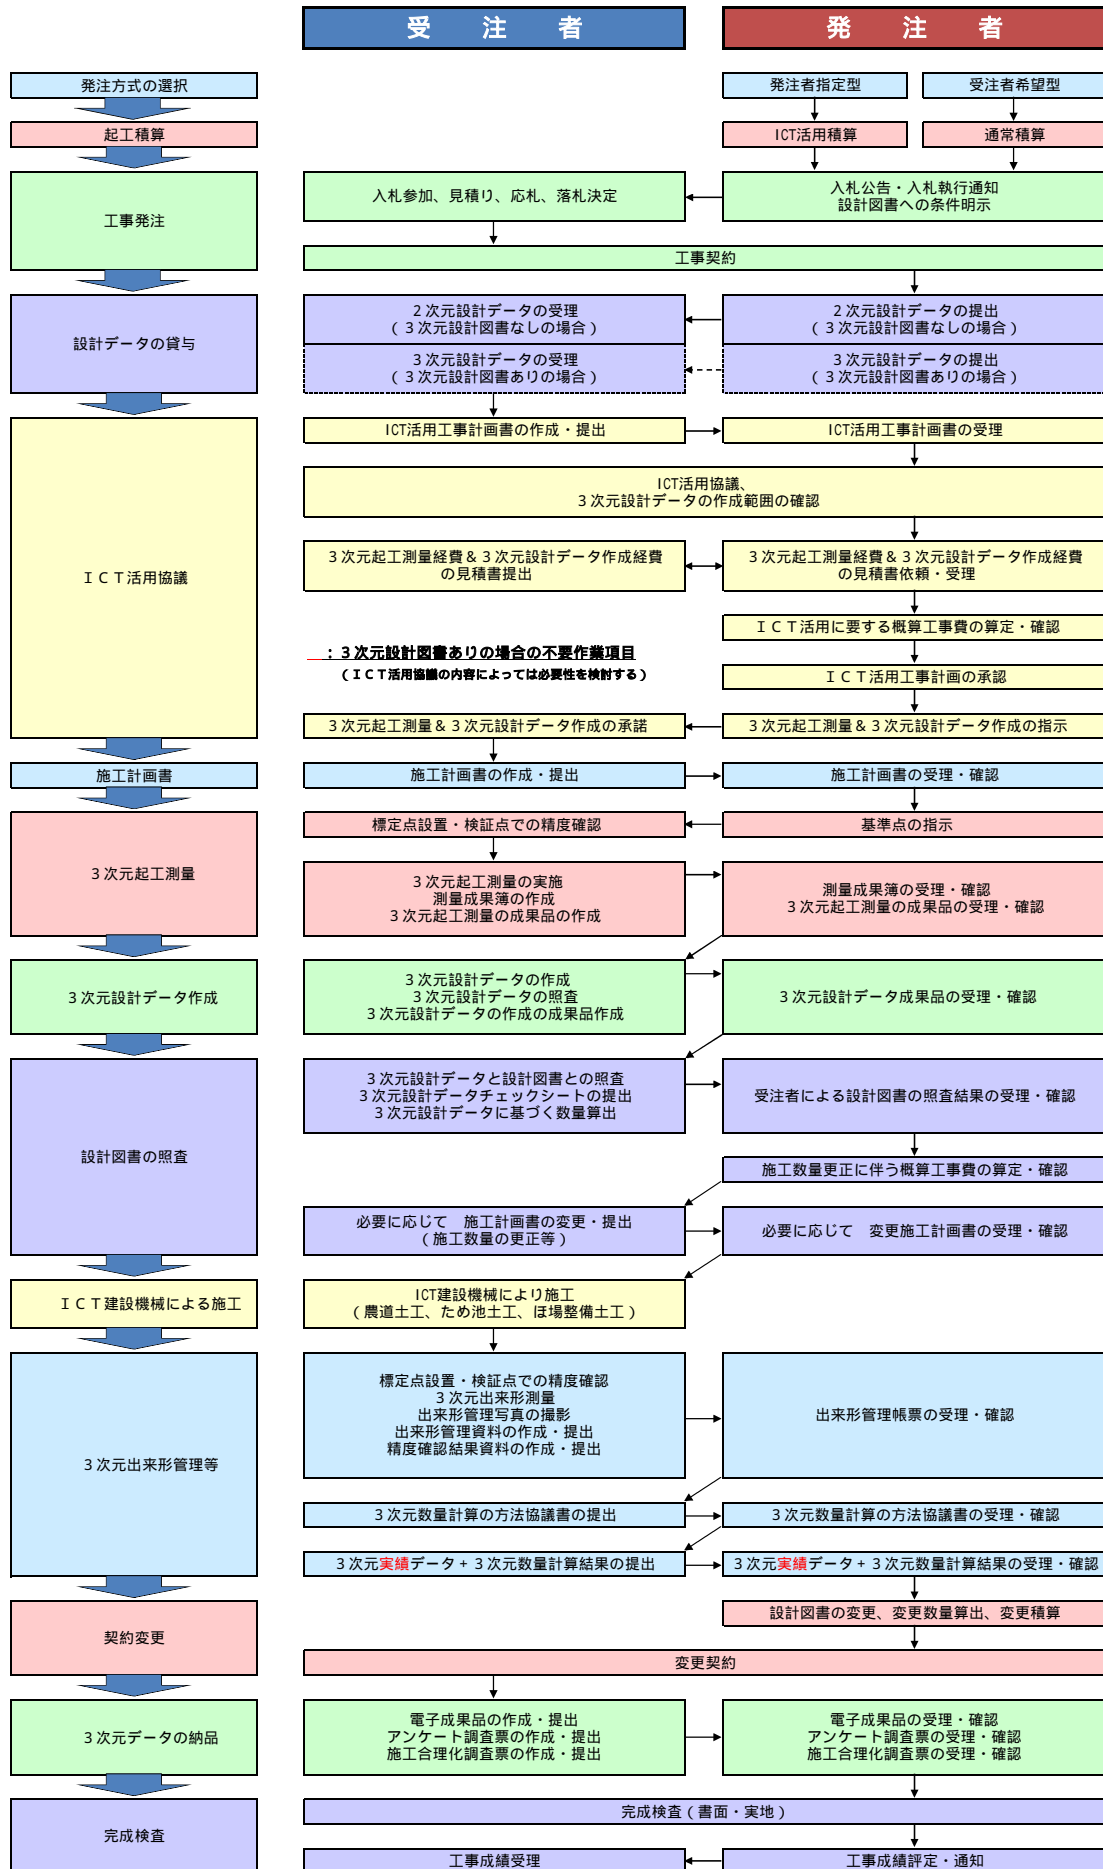 受 注 者
発 注 者
発注方式の選択
発注者指定型
受注者希望型
起工積算
ICT活用積算
通常積算
工事発注
入札参加、見積り、応札、落札決定
入札公告・入札執行通知
設計図書への条件明示
工事契約
設計データの貸与
２次元設計データの受理
（３次元設計図書なしの場合）
２次元設計データの提出
（３次元設計図書なしの場合）
３次元設計データの受理
（３次元設計図書ありの場合）
３次元設計データの提出
（３次元設計図書ありの場合）
ＩＣＴ活用協議
ICT活用工事計画書の作成・提出
ICT活用工事計画書の受理
ICT活用協議、
３次元設計データの作成範囲の確認
３次元起工測量経費＆３次元設計データ作成経費
の見積書提出
３次元起工測量経費＆３次元設計データ作成経費
の見積書依頼・受理
ＩＣＴ活用に要する概算工事費の算定・確認
：３次元設計図書ありの場合の不要作業項目
（ＩＣＴ活用協議の内容によっては必要性を検討する）
ＩＣＴ活用工事計画の承認
３次元起工測量＆３次元設計データ作成の承諾
３次元起工測量＆３次元設計データ作成の指示
施工計画書
施工計画書の作成・提出
施工計画書の受理・確認
３次元起工測量
標定点設置・検証点での精度確認
基準点の指示
３次元起工測量の実施
測量成果簿の作成
３次元起工測量の成果品の作成
測量成果簿の受理・確認
３次元起工測量の成果品の受理・確認
３次元設計データ作成
３次元設計データの作成
３次元設計データの照査
３次元設計データの作成の成果品作成
３次元設計データ成果品の受理・確認
設計図書の照査
３次元設計データと設計図書との照査
３次元設計データチェックシートの提出
３次元設計データに基づく数量算出
受注者による設計図書の照査結果の受理・確認
施工数量更正に伴う概算工事費の算定・確認
必要に応じて　施工計画書の変更・提出
（施工数量の更正等）
必要に応じて　変更施工計画書の受理・確認
ＩＣＴ建設機械による施工
ICT建設機械により施工
（農道土工、ため池土工、ほ場整備土工）
３次元出来形管理等
標定点設置・検証点での精度確認
３次元出来形測量
出来形管理写真の撮影
出来形管理資料の作成・提出
精度確認結果資料の作成・提出
出来形管理帳票の受理・確認
３次元数量計算の方法協議書の提出
３次元数量計算の方法協議書の受理・確認
３次元実績データ＋３次元数量計算結果の提出
３次元実績データ＋３次元数量計算結果の受理・確認
契約変更
設計図書の変更、変更数量算出、変更積算
変更契約
３次元データの納品
電子成果品の作成・提出
アンケート調査票の作成・提出
施工合理化調査票の作成・提出
電子成果品の受理・確認
アンケート調査票の受理・確認
施工合理化調査票の受理・確認
完成検査
完成検査（書面・実地）
工事成績受理
工事成績評定・通知